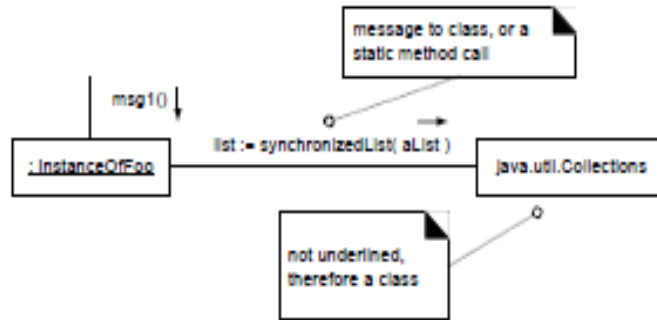 message to class, or a
static method call
msg1()
list := synchronizedList( aList )
: InstanceOfFoo
java.util.Collections
not underlined,
therefore a class